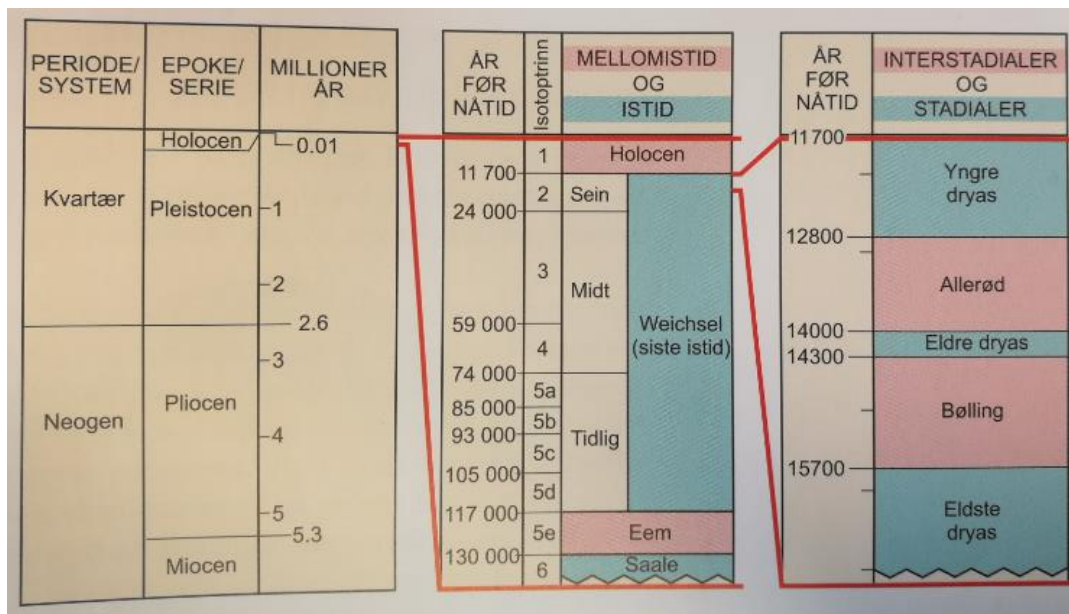 PERIODE/
SYSTEM
EPOKE/
SERIE
MILLIONER
ÅR
Holocen
0.01
Kvartær
Pleistocen
1
2
2.6
3
Pliocen
Neogen
4
5
5.3
Miocen
ÅR
FØR
NÅTID
Isotoptrinn
MELLOMISTID
OG
ISTID
1
Holocen
11 700
2
Sein
24 000
3
Midt
59 000
Weichsel
(siste istid)
4
74 000
5a
85 000
5b
93 000
Tidlig
5c
105 000
5d
117 000
5e
Eem
130 000
6
Saale
ÅR
FØR
NÅTID
INTERSTADIALER
OG
STADIALER
11 700
Yngre
dryas
12800
Allerød
14000
Eldre dryas
14300
Bølling
15700
Eldste
dryas